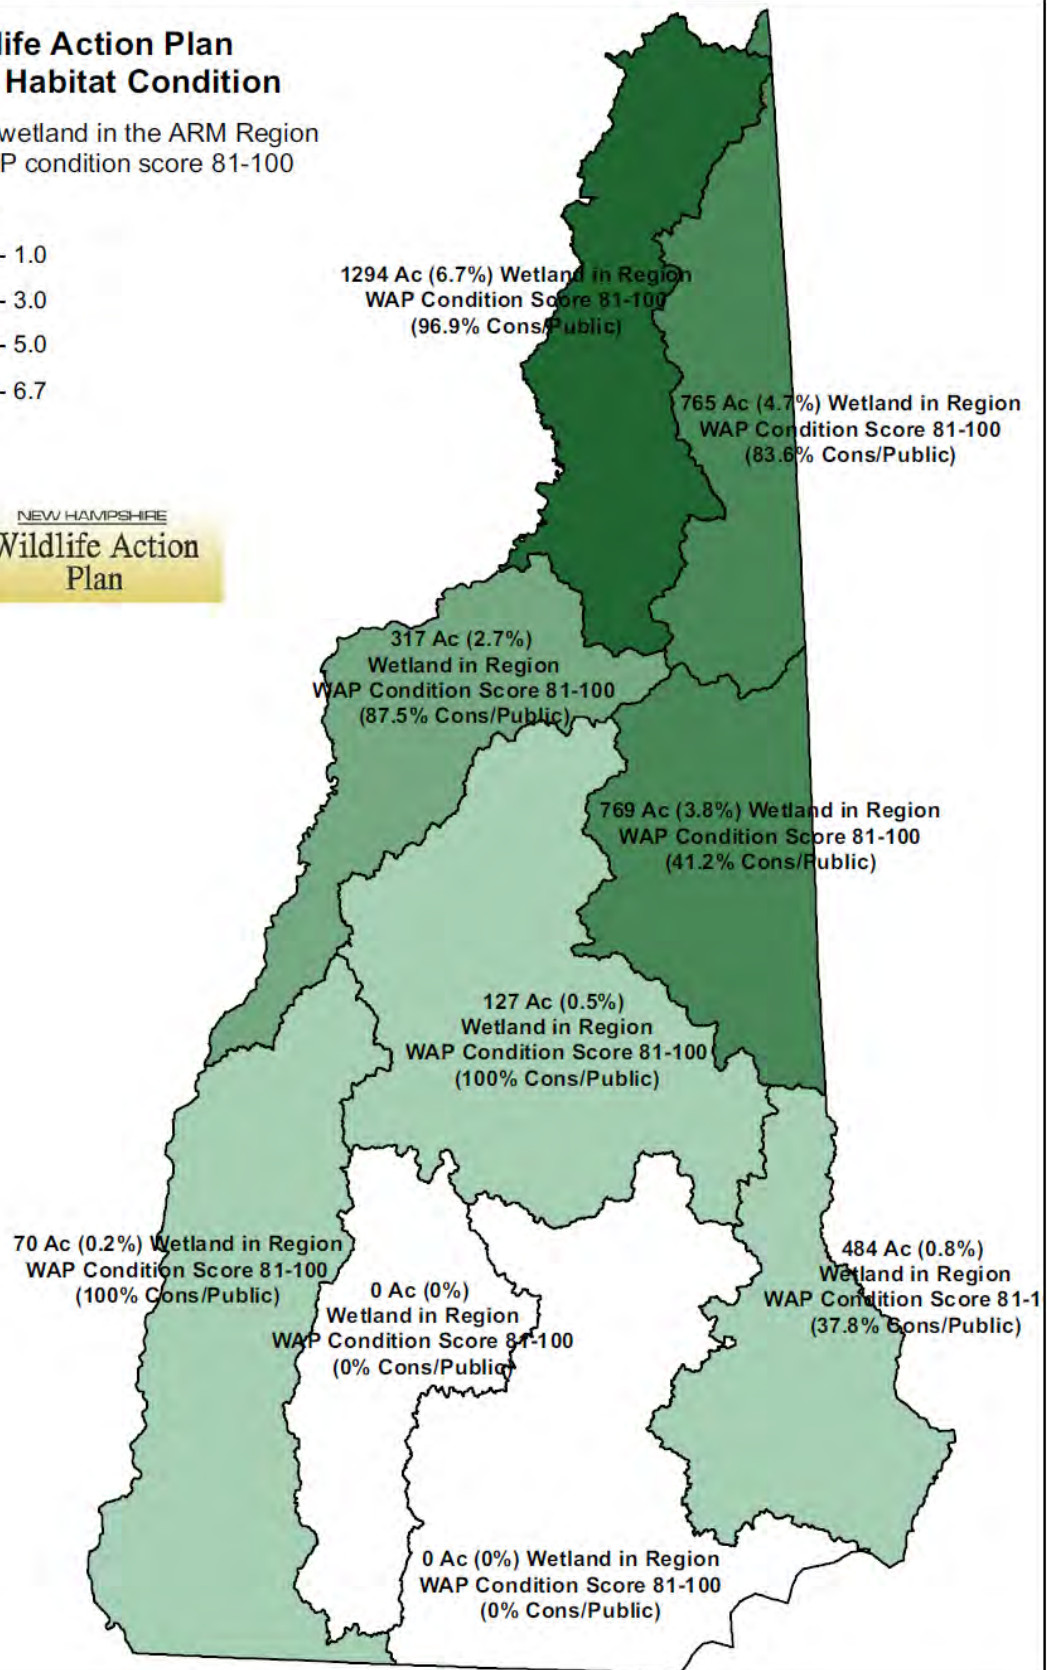 life Action Plan
Habitat Condition
wetland in the ARM Region
P condition score 81-100
- 1.0
- 3.0
- 5.0
- 6.7
NEW HAMPSHIRE
Wildlife Action
Plan
1294 Ac (6.7%) Wetland in Region
WAP Condition Score 81-100
(96.9% Cons/Public)
765 Ac (4.7%) Wetland in Region
WAP Condition Score 81-100
(83.6% Cons/Public)
317 Ac (2.7%)
Wetland in Region
WAP Condition Score 81-100
(87.5% Cons/Public)
769 Ac (3.8%) Wetland in Region
WAP Condition Score 81-100
(41.2% Cons/Public)
127 Ac (0.5%)
Wetland in Region
WAP Condition Score 81-100
(100% Cons/Public)
70 Ac (0.2%) Wetland in Region
WAP Condition Score 81-100
(100% Cons/Public)
0 Ac (0%)
Wetland in Region
WAP Condition Score 81-100
(0% Cons/Public)
484 Ac (0.8%)
Wetland in Region
WAP Condition Score 81-1
(37.8% Cons/Public)
0 Ac (0%) Wetland in Region
WAP Condition Score 81-100
(0% Cons/Public)